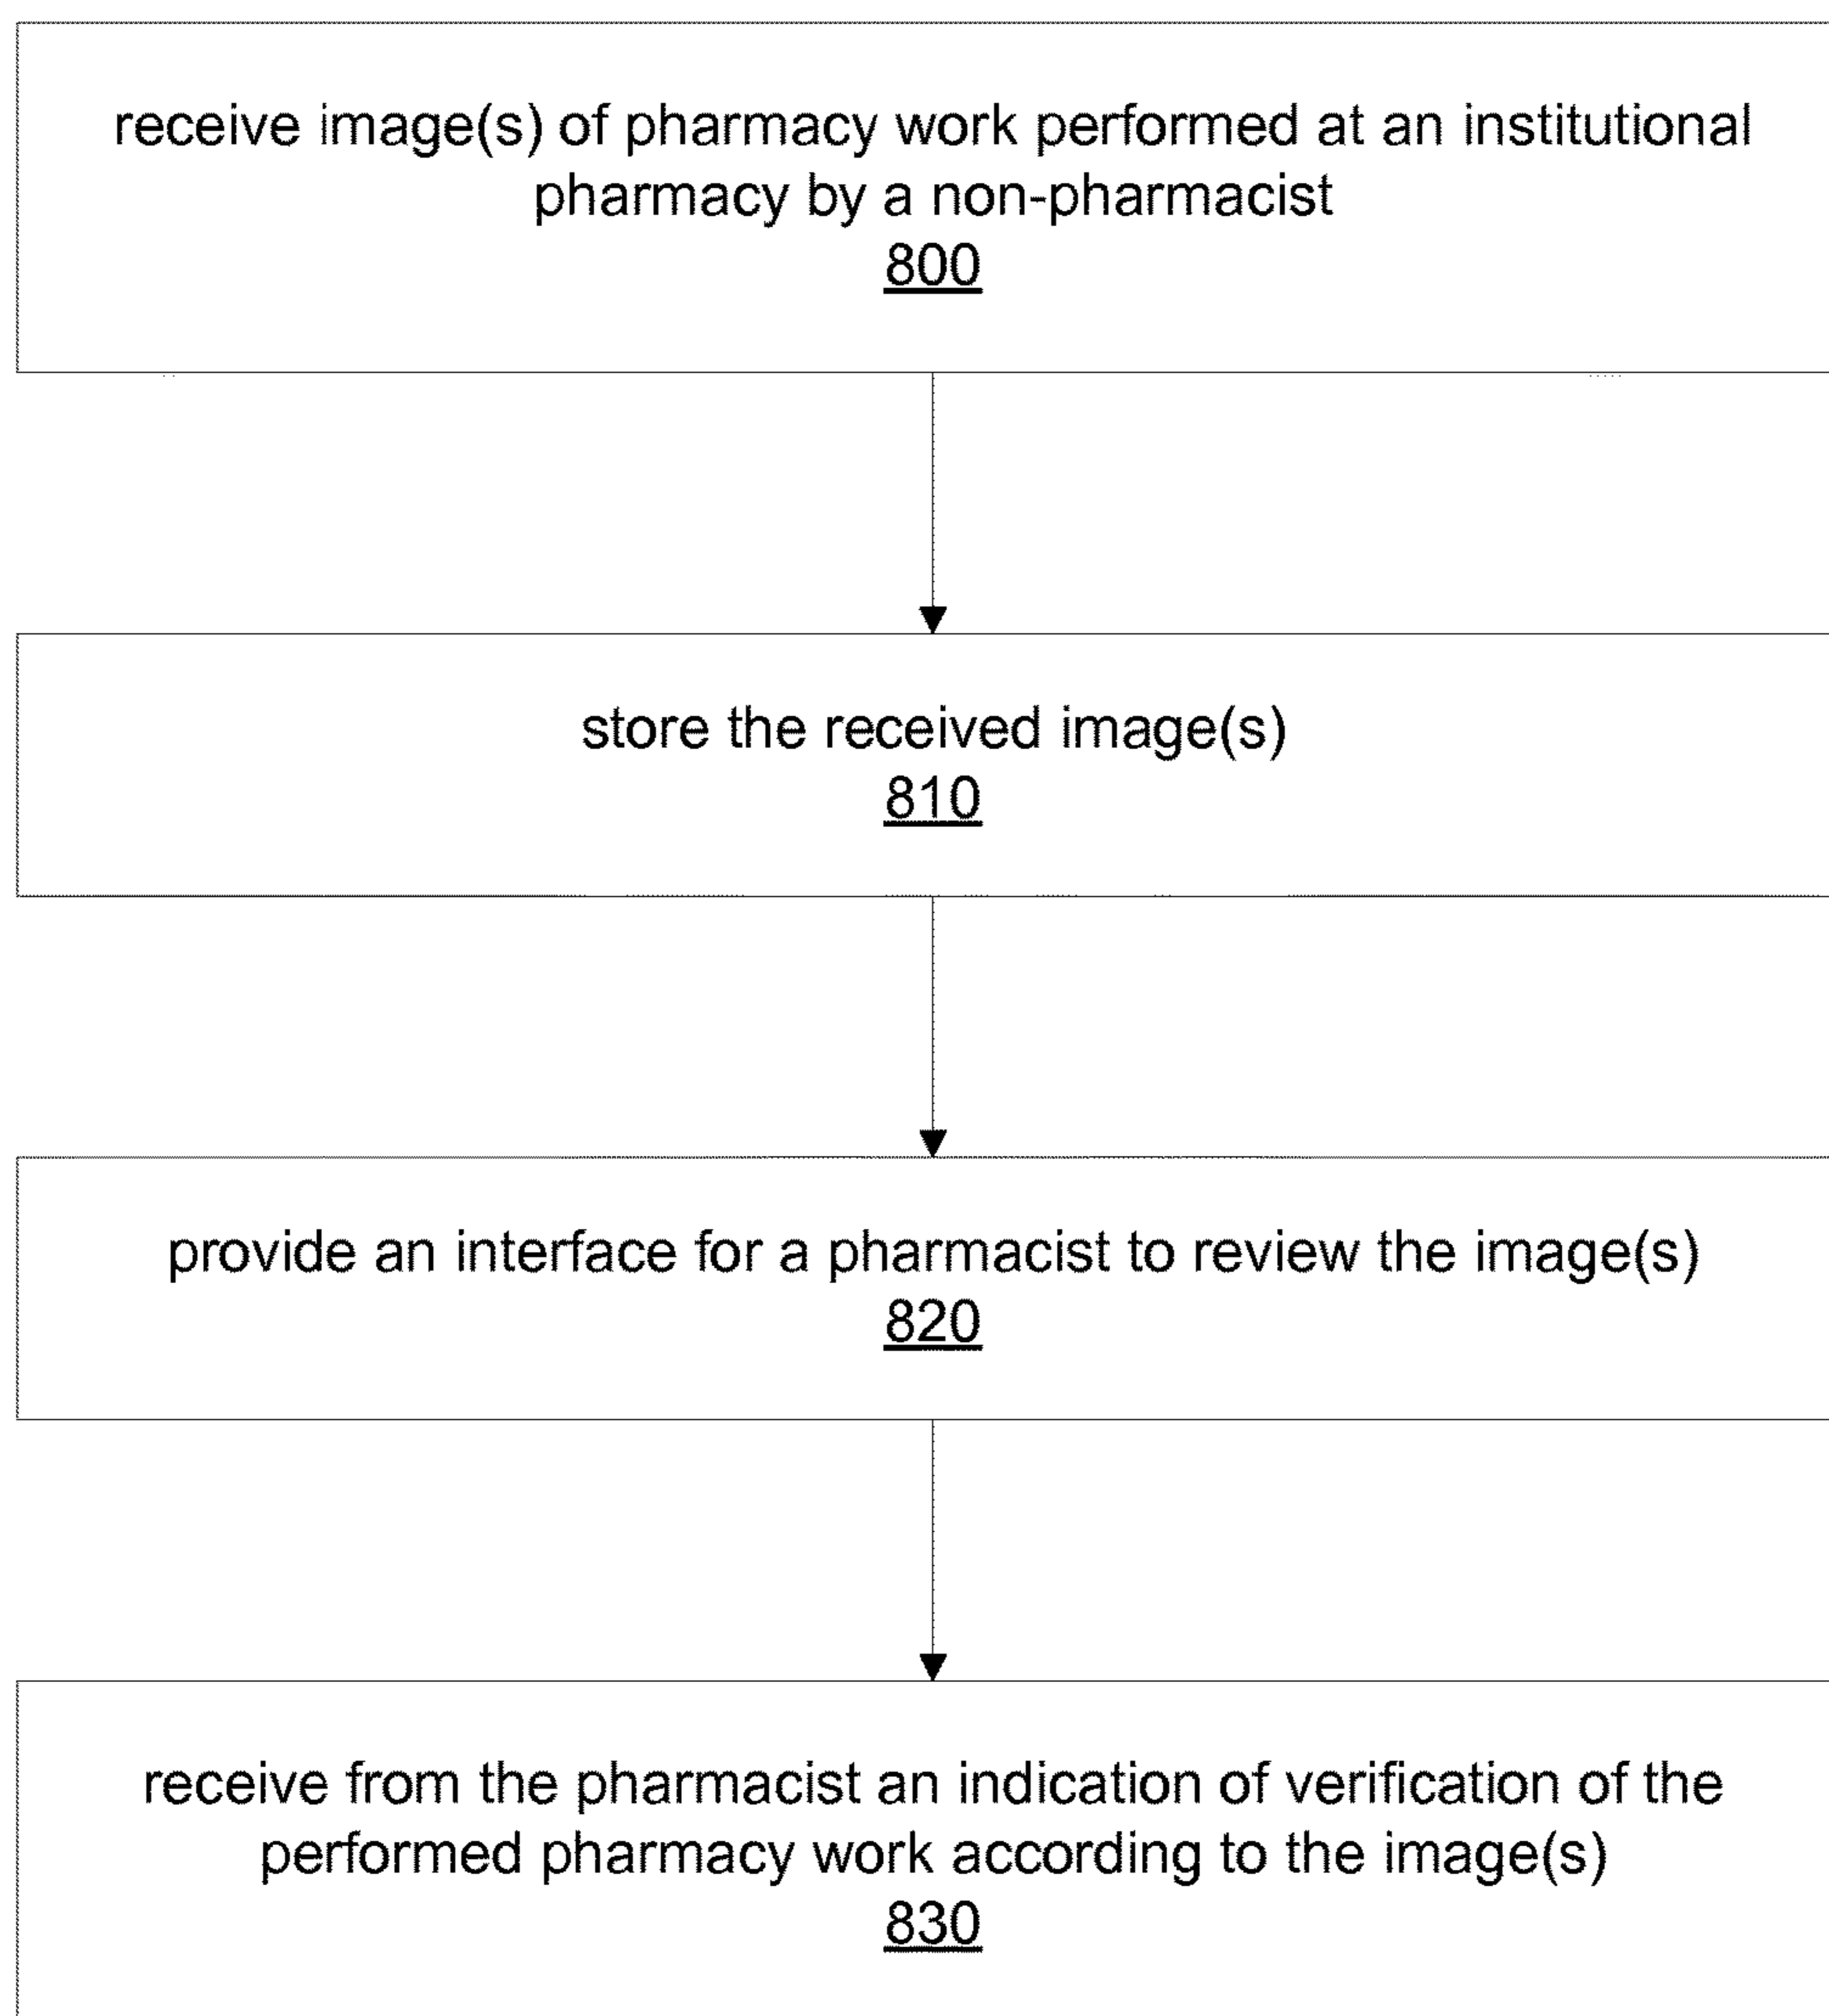 receive image(s) of pharmacy work performed at an institutional
pharmacy by a non-pharmacist
800
store the received image(s)
810
provide an interface for a pharmacist to review the image(s)
820
receive from the pharmacist an indication of verification of the
performed pharmacy work according to the image(s)
830